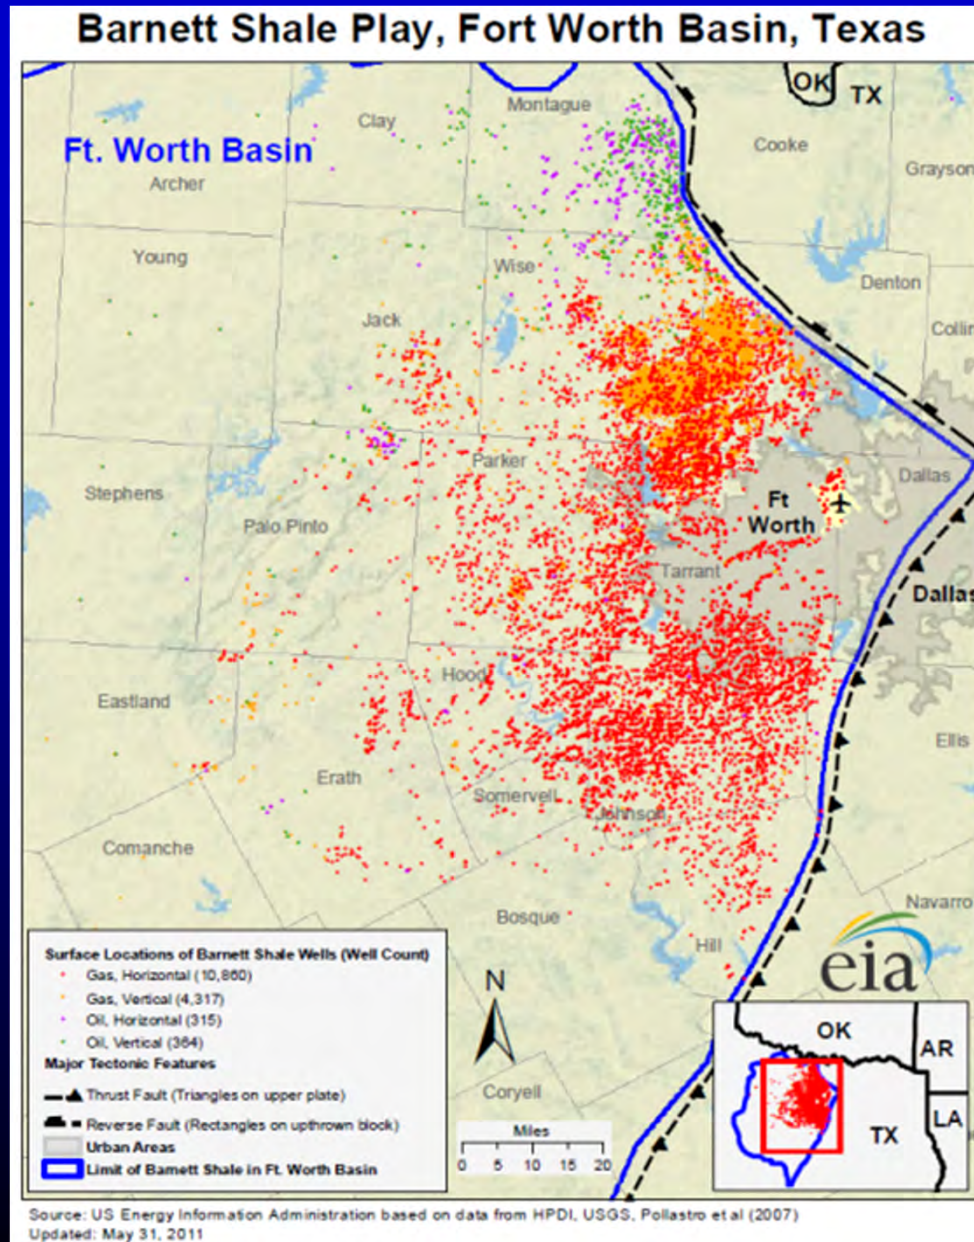 Barnett Shale Play, Fort Worth Basin, Texas
OK TX
Montague
Clay
Cooke
Ft. Worth Basin
Grayson
Archer
Young
Wise
Denton
Jack
Collin
Parker
Dallas
Stephens
Ft
Worth
Palo Pinto
Tarrant
Dallas
Hood
Eastland
Ellis
Erath
Somervell
Johnson
Comanche
Navarro
Bosque
Hill
eia
Surface Locations of Barnett Shale Wells (Well Count)
Gas, Horizontal (10,860)
Gas, Vertical (4,317)
Oil, Horizontal (315)
Oil, Vertical (364)
Major Tectonic Features
Thrust Fault (Triangles on upper plate)
Reverse Fault (Rectangles on upthrown block)
Urban Areas
Limit of Barnett Shale in Ft. Worth Basin
N
Coryell
Miles
0 5 10 15 20
OK
AR
LA
TX
Source: US Energy Information Administration based on data from HPDI, USGS, Pollastro et al (2007)
Updated: May 31, 2011